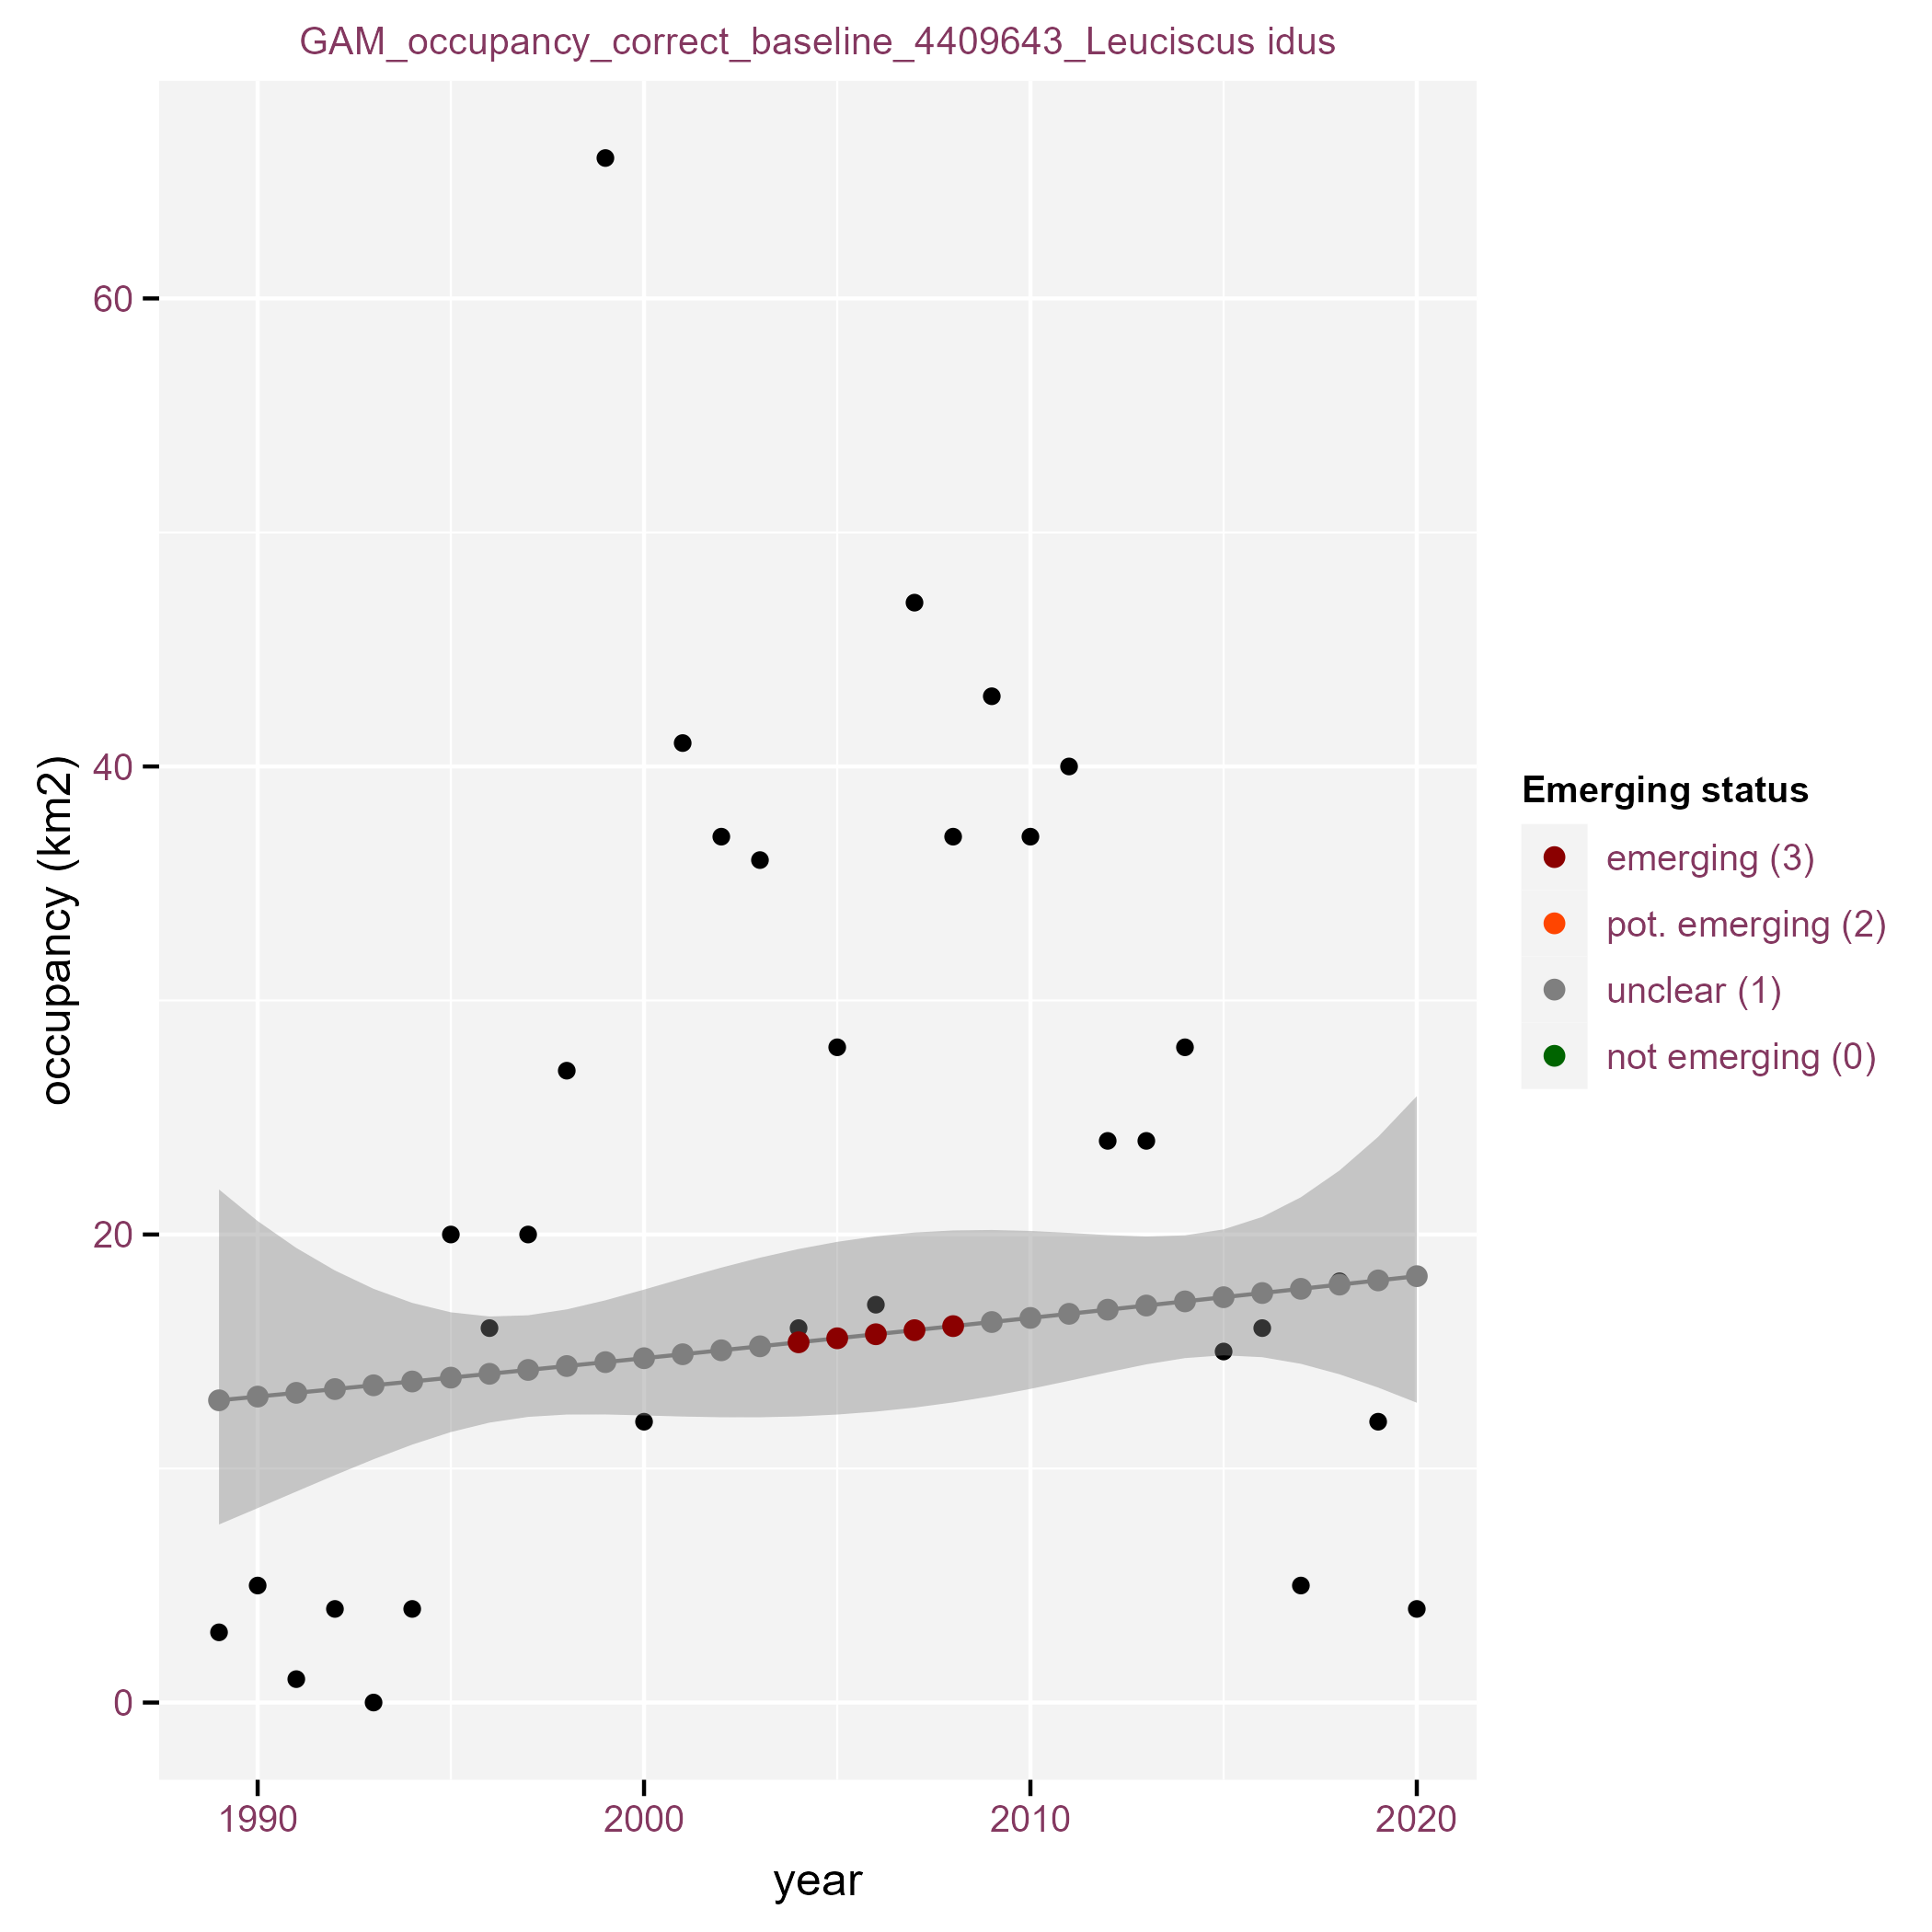 GAM_occupancy_correct_baseline_4409643_Leuciscus idus
60
40
20
0
occupancy (km2)
1990
2000
2010
2020
year
Emerging status
emerging (3)
pot. emerging (2)
unclear (1)
not emerging (0)